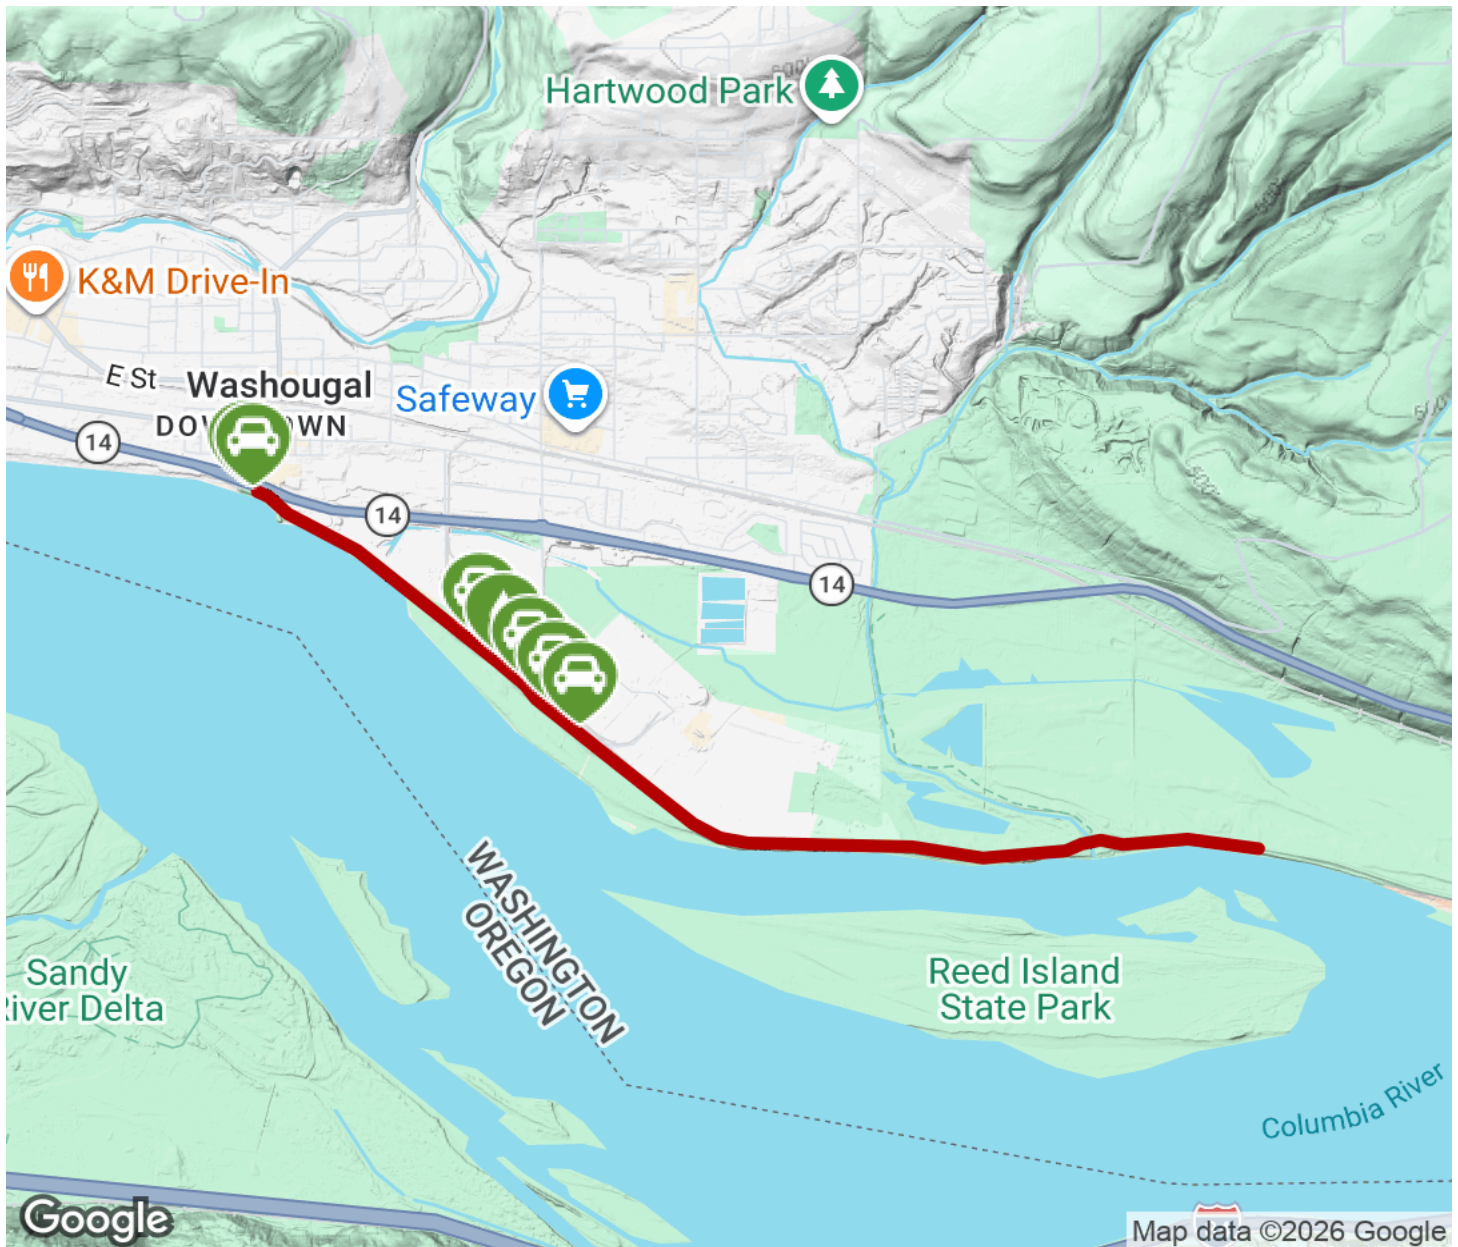 Hartwood Park
K&M Drive-In
E St
Washougal
Safeway
14
14
14
WASHINGTON
OREGON
Sandy
River Delta
Reed Island
State Park
Columbia River
Google
Map data ©2026 Google